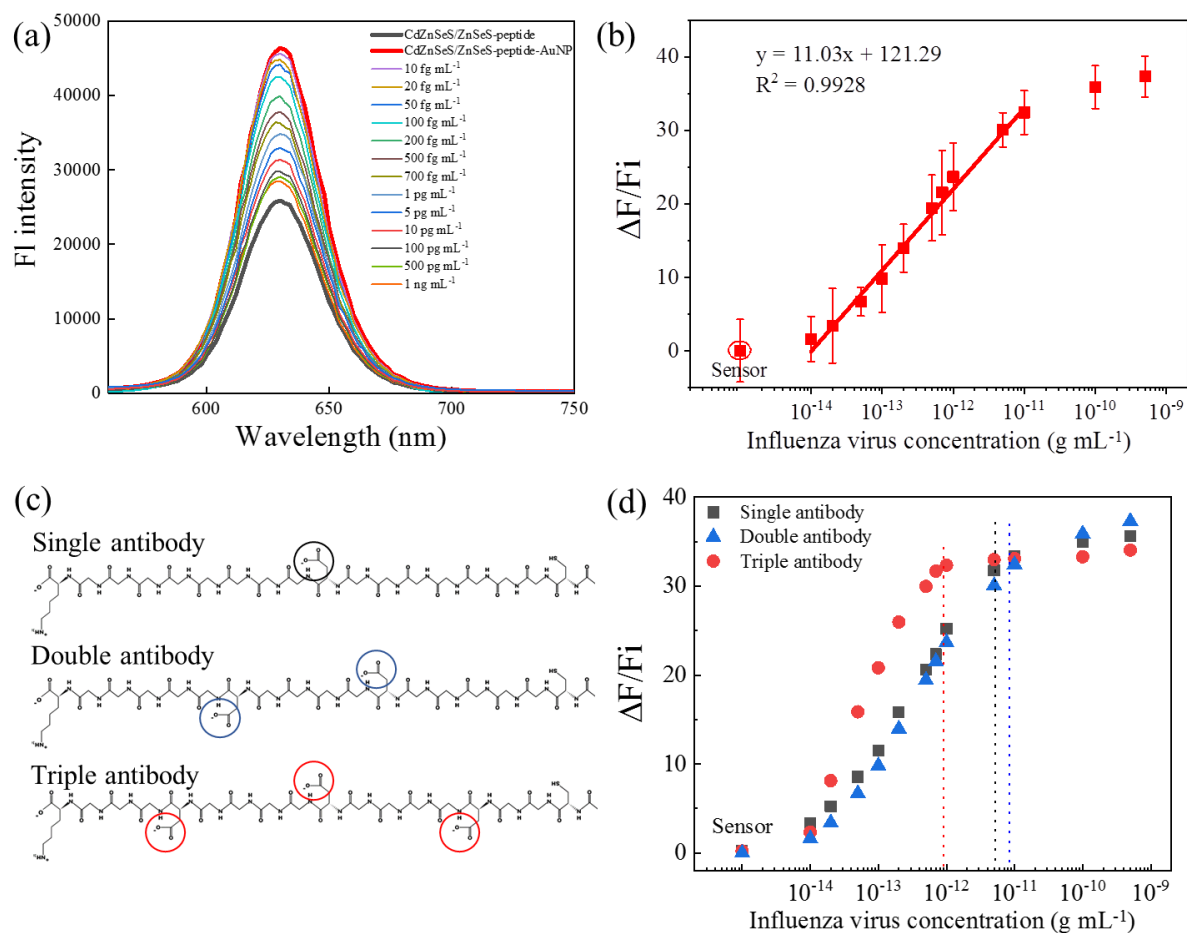 (a)
50000
40000
30000
20000
10000
0
Fl intensity
600
650
700
750
Wavelength (nm)
CdZnSeS/ZnSeS-peptide
CdZnSeS/ZnSeS-peptide-AuNP
10 fg mL⁻¹
20 fg mL⁻¹
50 fg mL⁻¹
100 fg mL⁻¹
200 fg mL⁻¹
500 fg mL⁻¹
700 fg mL⁻¹
1 pg mL⁻¹
5 pg mL⁻¹
10 pg mL⁻¹
100 pg mL⁻¹
500 pg mL⁻¹
1 ng mL⁻¹
(b)
y = 11.03x + 121.29
R² = 0.9928
40
30
20
10
0
ΔF/Fi
Sensor
10⁻¹⁴
10⁻¹³
10⁻¹²
10⁻¹¹
10⁻¹⁰
10⁻⁹
Influenza virus concentration (g mL⁻¹)
(c)
Single antibody
Double antibody
Triple antibody
(d)
40
30
20
10
0
ΔF/Fi
Single antibody
Double antibody
Triple antibody
Sensor
10⁻¹⁴
10⁻¹³
10⁻¹²
10⁻¹¹
10⁻¹⁰
10⁻⁹
Influenza virus concentration (g mL⁻¹)